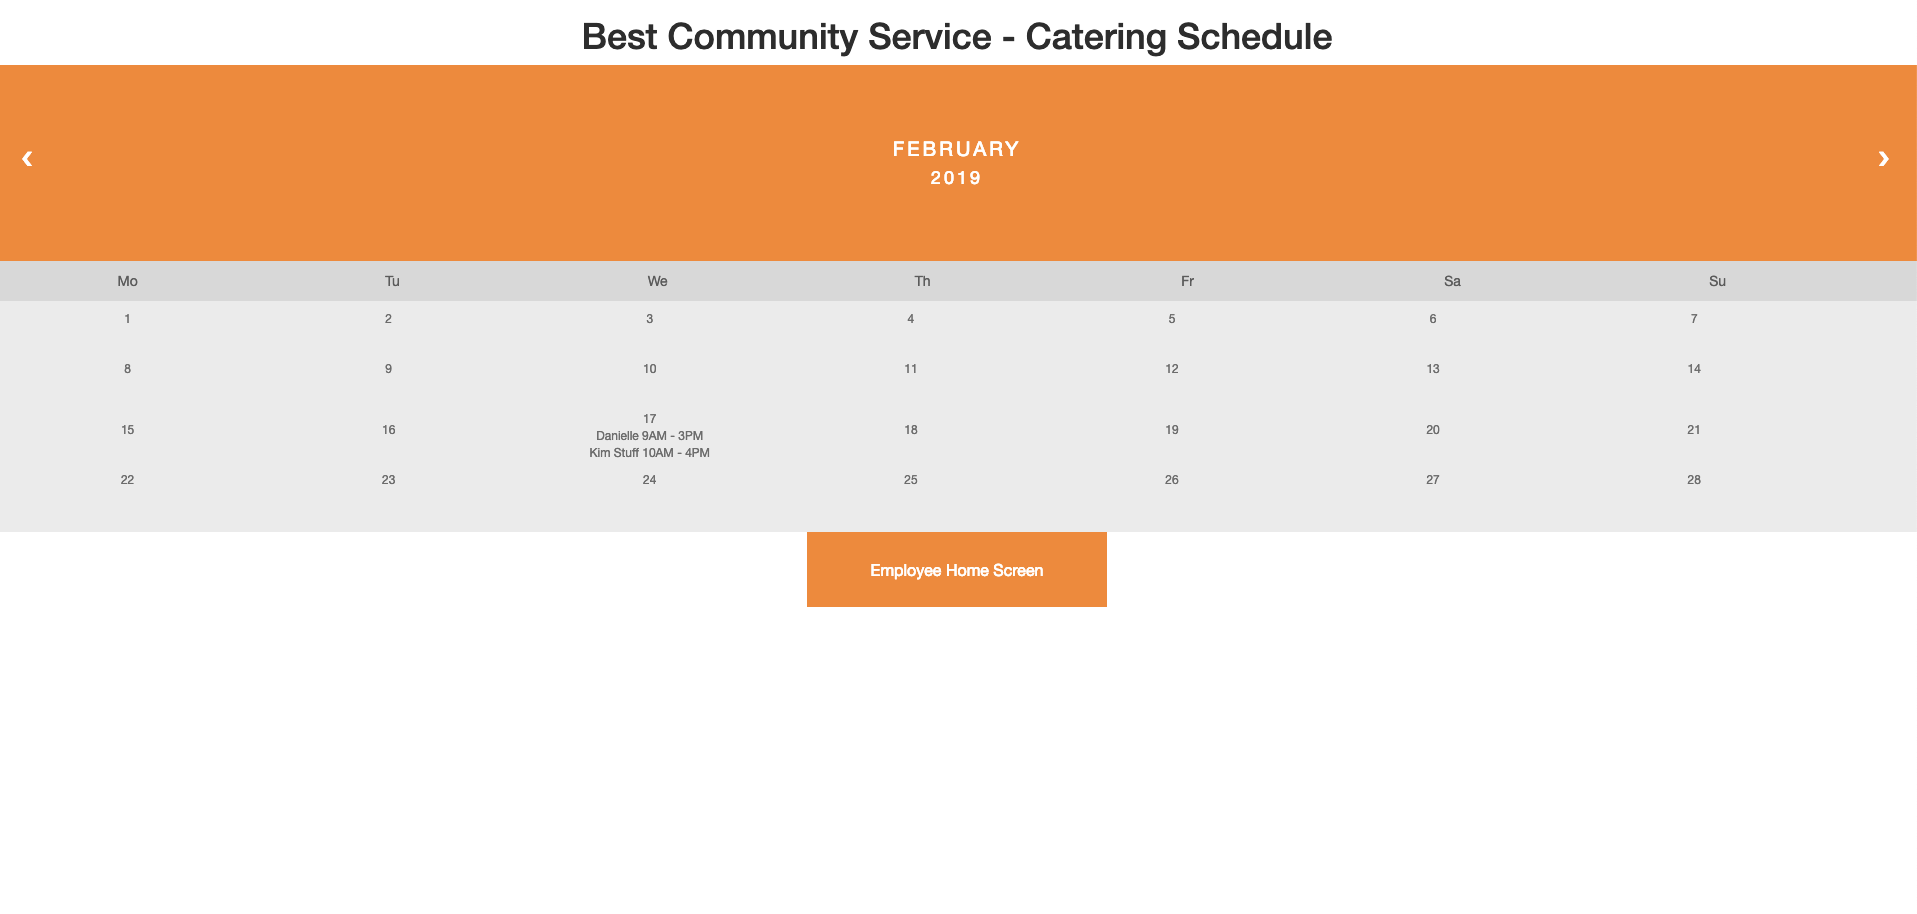 Best Community Service - Catering Schedule
‹ FEBRUARY ›
2019
Mo Tu We Th Fr Sa Su
1 2 3 4 5 6 7
8 9 10 11 12 13 14
15 16 17 18 19 20 21
Danielle 9AM - 3PM
Kim Stuff 10AM - 4PM
22 23 24 25 26 27 28
Employee Home Screen